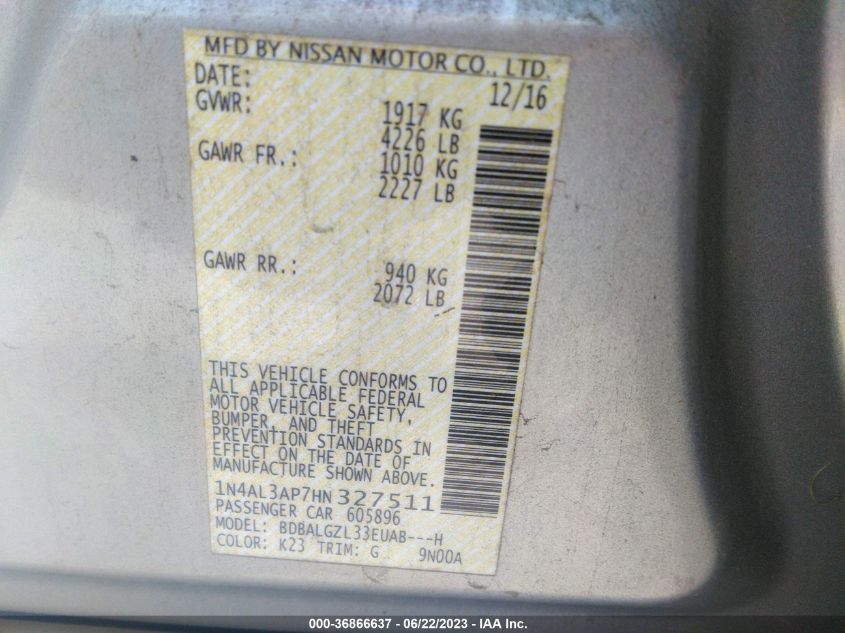 MFD BY NISSAN MOTOR CO., LTD.
DATE: 12/16
GVWR: 1917 KG
4226 LB
GAWR FR.: 1010 KG
2227 LB
GAWR RR.: 940 KG
2072 LB
THIS VEHICLE CONFORMS TO
ALL APPLICABLE FEDERAL
MOTOR VEHICLE SAFETY,
BUMPER, AND THEFT
PREVENTION STANDARDS IN
EFFECT ON THE DATE OF
MANUFACTURE SHOWN ABOVE.
1N4AL3AP7HN327511
PASSENGER CAR 605896
MODEL: BDBALGZL33EUAB---H
COLOR: K23 TRIM: G 9N00A
000-36866637 - 06/22/2023 - IAA Inc.